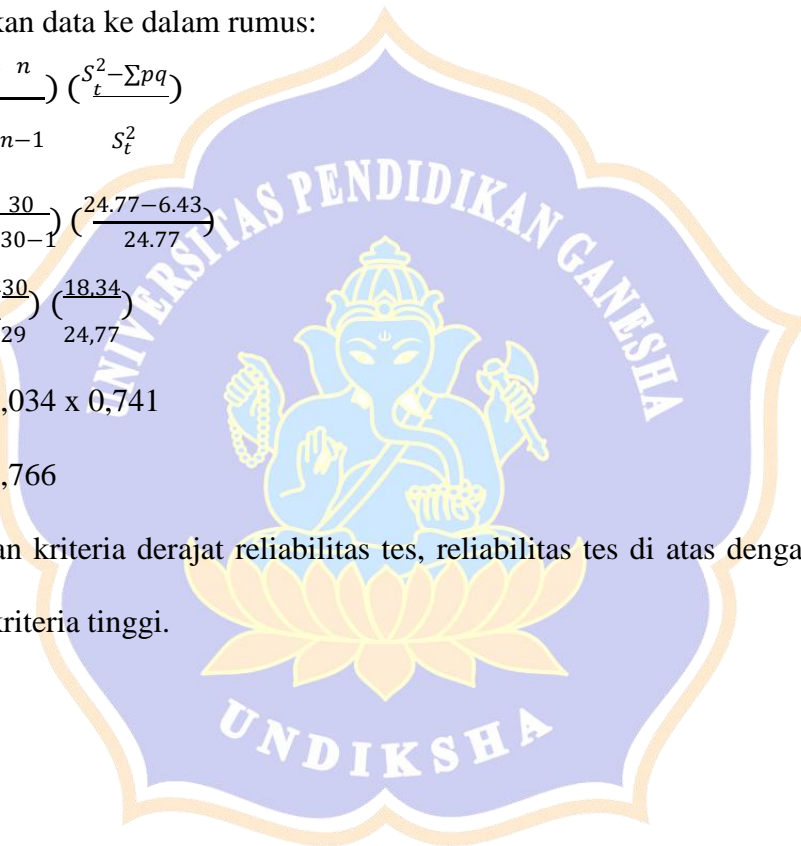 kan data ke dalam rumus:
n ) (S_t^2−∑pq)
n−1 S_t^2
30 ) (24.77−6.43)
30−1 24.77
30 ) (18,34)
29 24,77
,034 x 0,741
,766
an kriteria derajat reliabilitas tes, reliabilitas tes di atas denga
kriteria tinggi.
UNIVERSITAS PENDIDIKAN GANESHA
UNDIKSHA